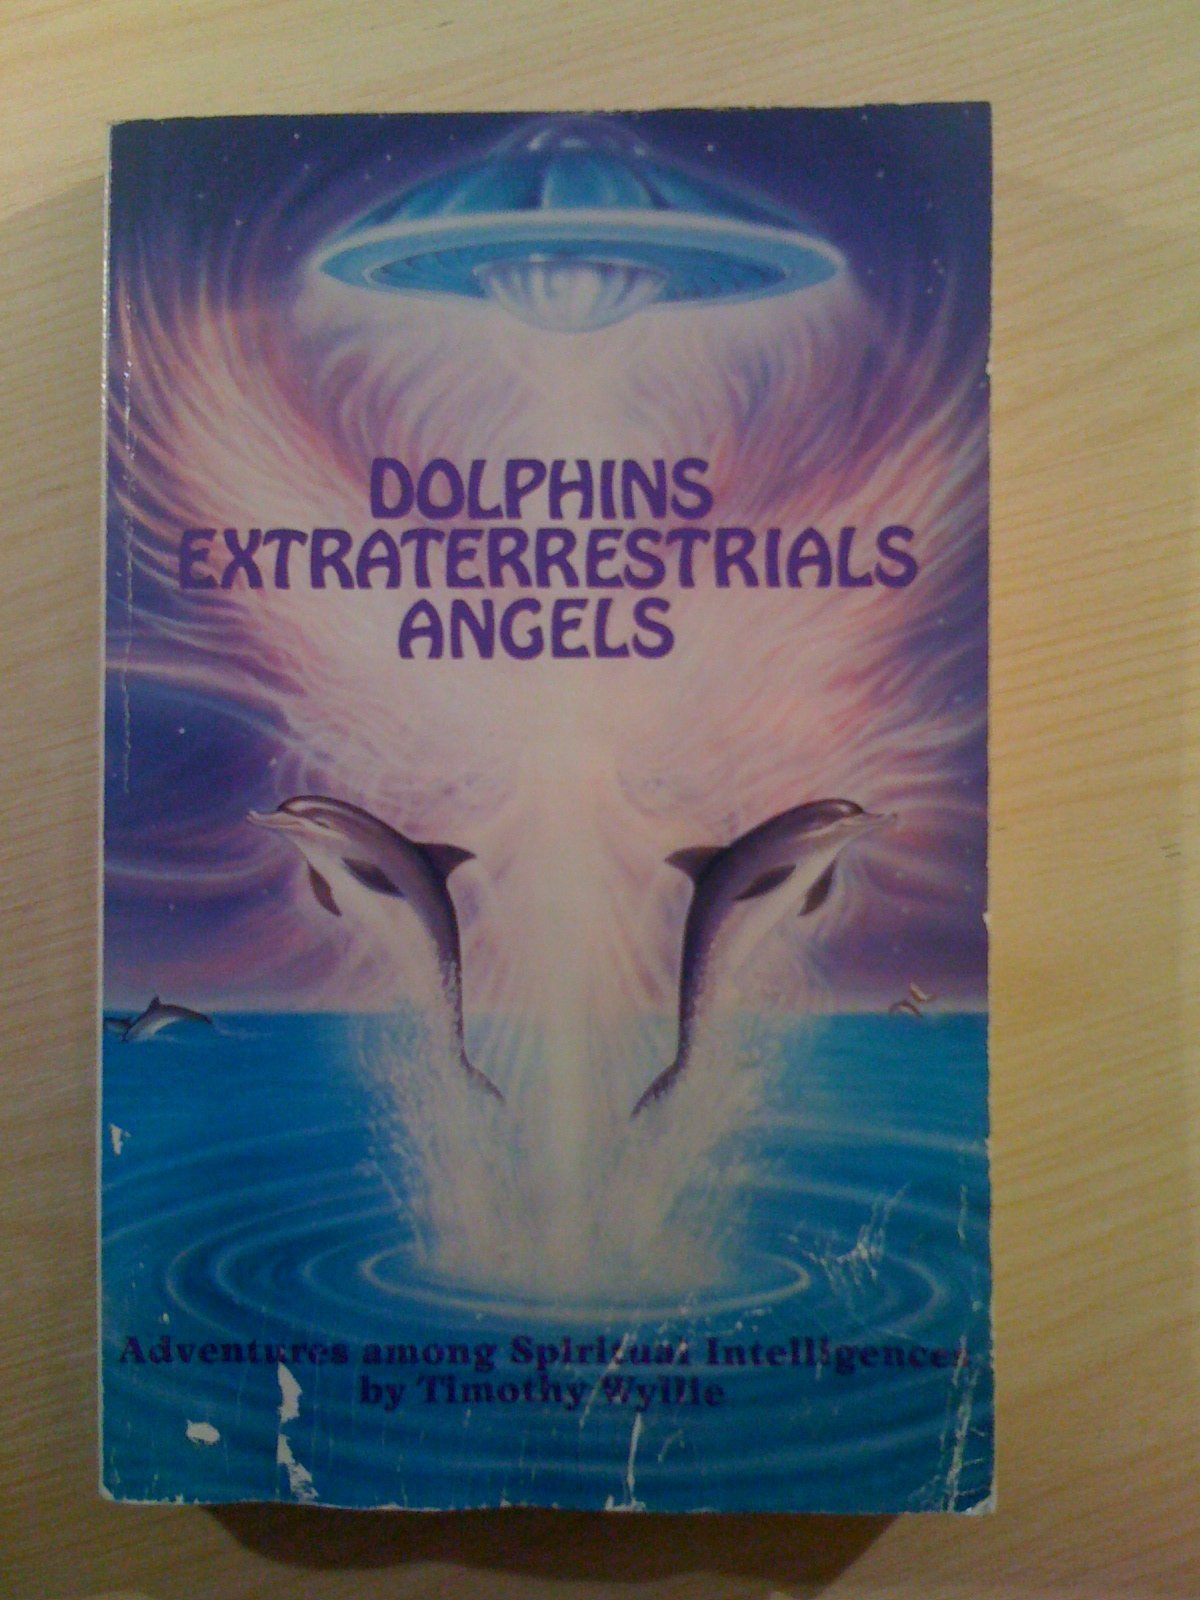 DOLPHINS
EXTRATERRESTRIALS
ANGELS
Adventures among Spiritual Intelligences
by Timothy Wyllie